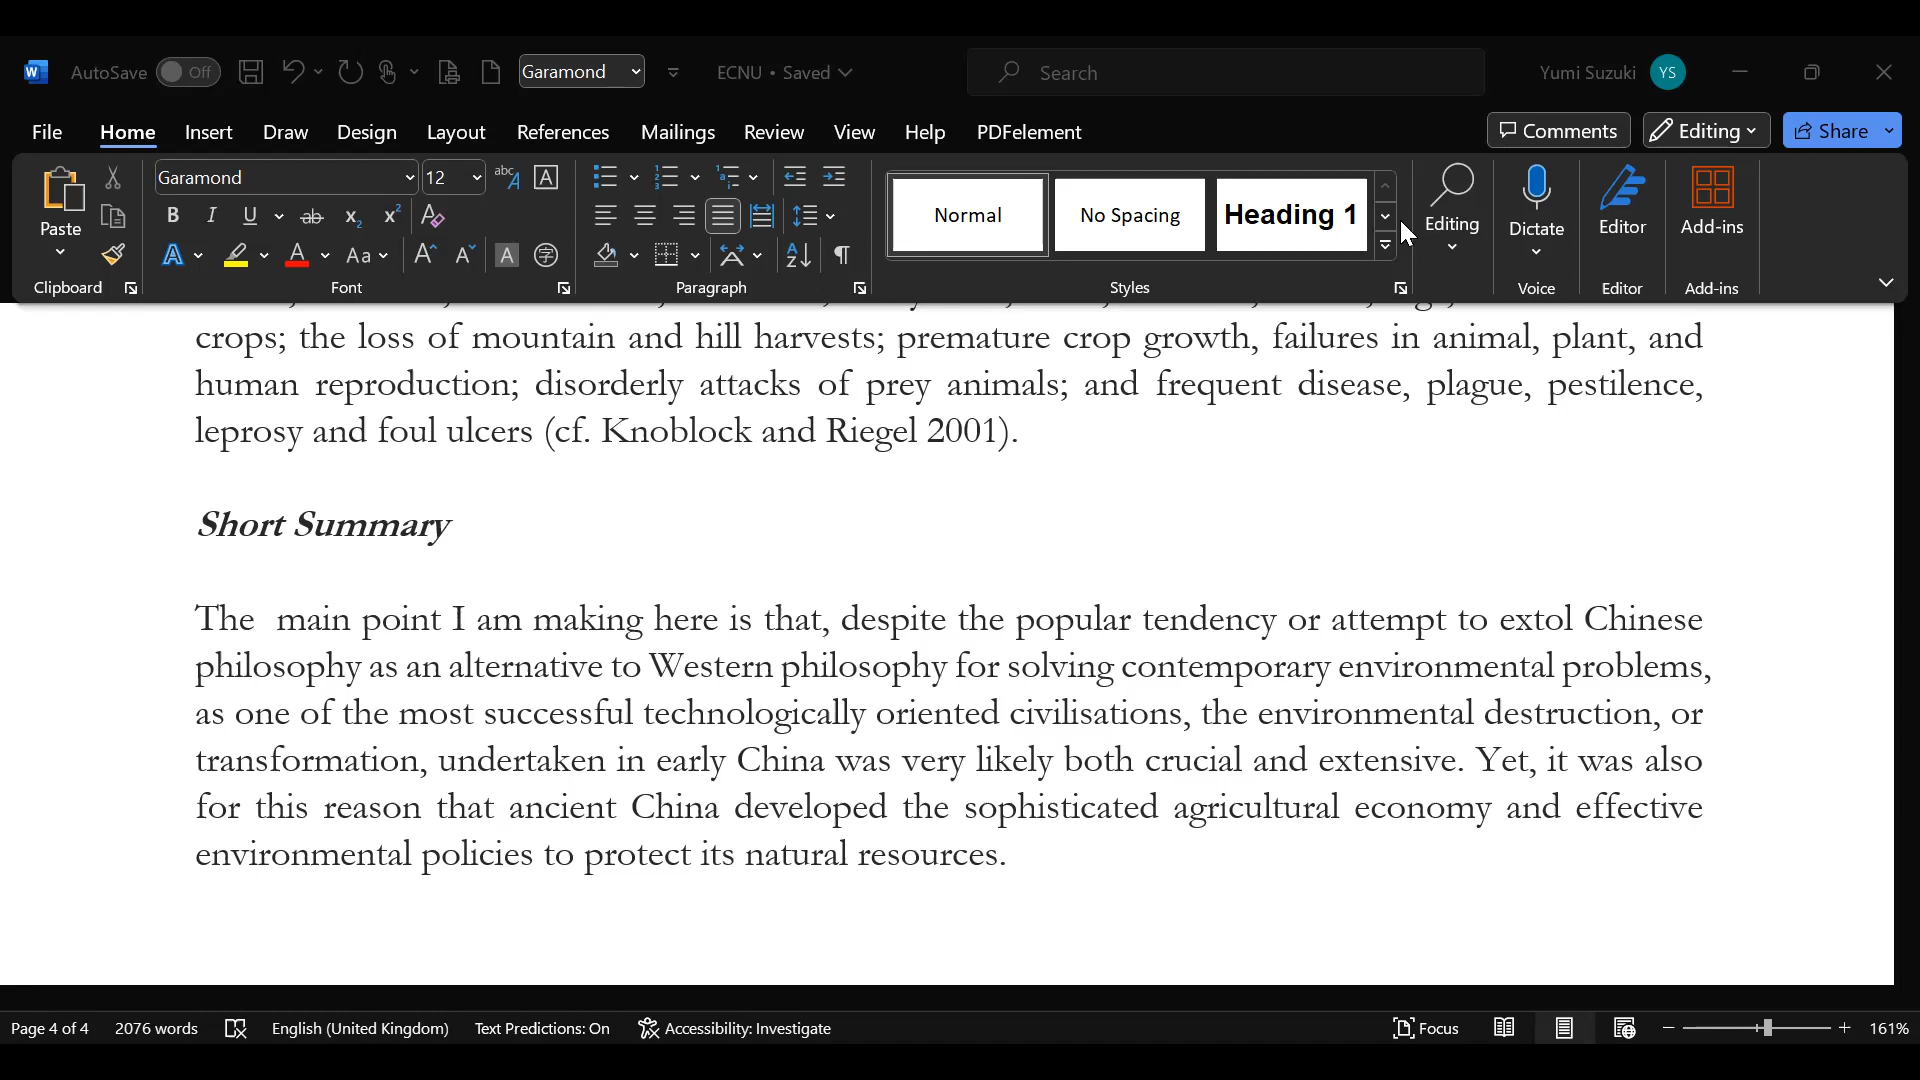 AutoSave Off Garamond ECNU • Saved Search Yumi Suzuki YS
File Home Insert Draw Design Layout References Mailings Review View Help PDFelement Comments Editing Share
Paste Garamond 12 Normal No Spacing Heading 1 Editing Dictate Editor Add-ins
Clipboard Font Paragraph Styles Voice Editor Add-ins
crops; the loss of mountain and hill harvests; premature crop growth, failures in animal, plant, and
human reproduction; disorderly attacks of prey animals; and frequent disease, plague, pestilence,
leprosy and foul ulcers (cf. Knoblock and Riegel 2001).
Short Summary
The main point I am making here is that, despite the popular tendency or attempt to extol Chinese
philosophy as an alternative to Western philosophy for solving contemporary environmental problems,
as one of the most successful technologically oriented civilisations, the environmental destruction, or
transformation, undertaken in early China was very likely both crucial and extensive. Yet, it was also
for this reason that ancient China developed the sophisticated agricultural economy and effective
environmental policies to protect its natural resources.
Page 4 of 4 2076 words English (United Kingdom) Text Predictions: On Accessibility: Investigate Focus 161%